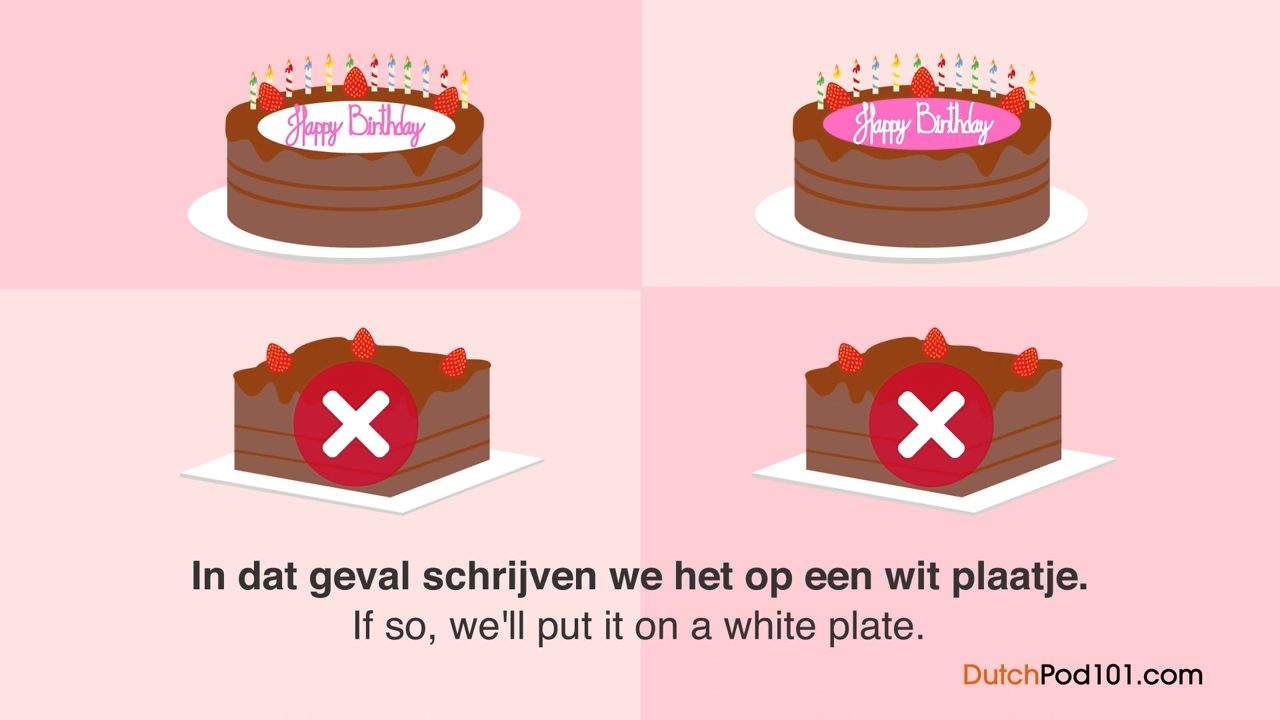 Happy Birthday
Happy Birthday
In dat geval schrijven we het op een wit plaatje.
If so, we'll put it on a white plate.
DutchPod101.com